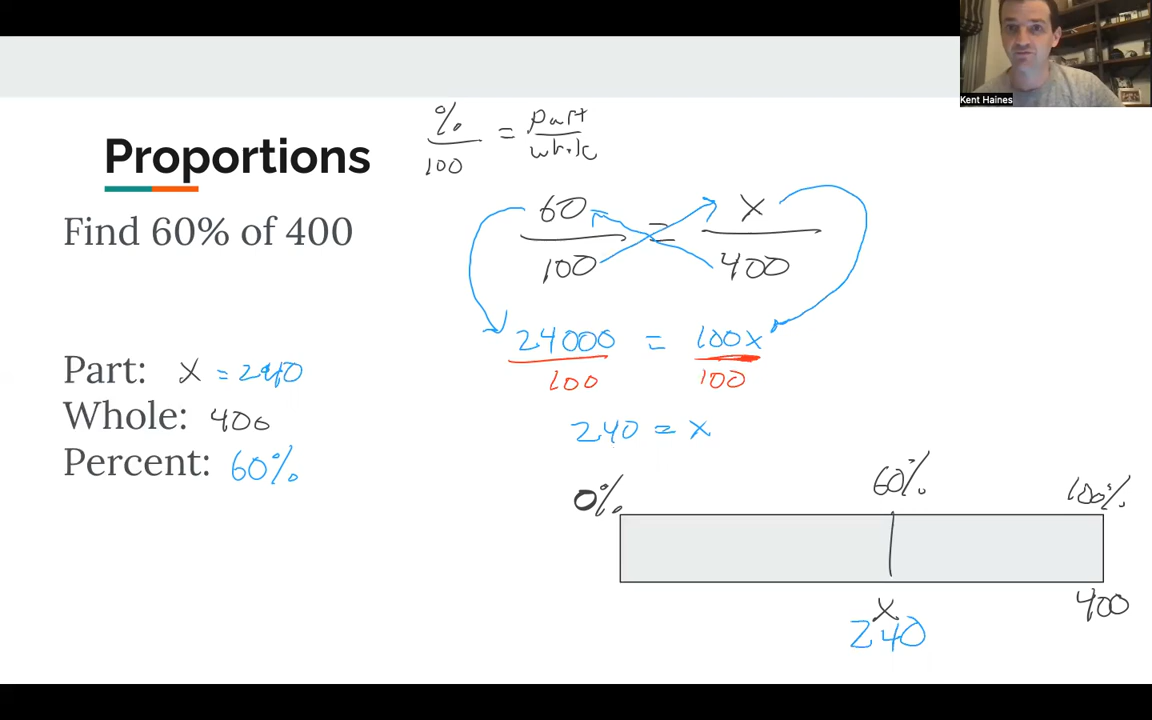 Kent Haines
Proportions
%/100 = part/whole
Find 60% of 400
60/100 = x/400
24000/100 = 100x/100
240 = x
Part: x = 240
Whole: 400
Percent: 60%
0% 60% 100%
x 400
240